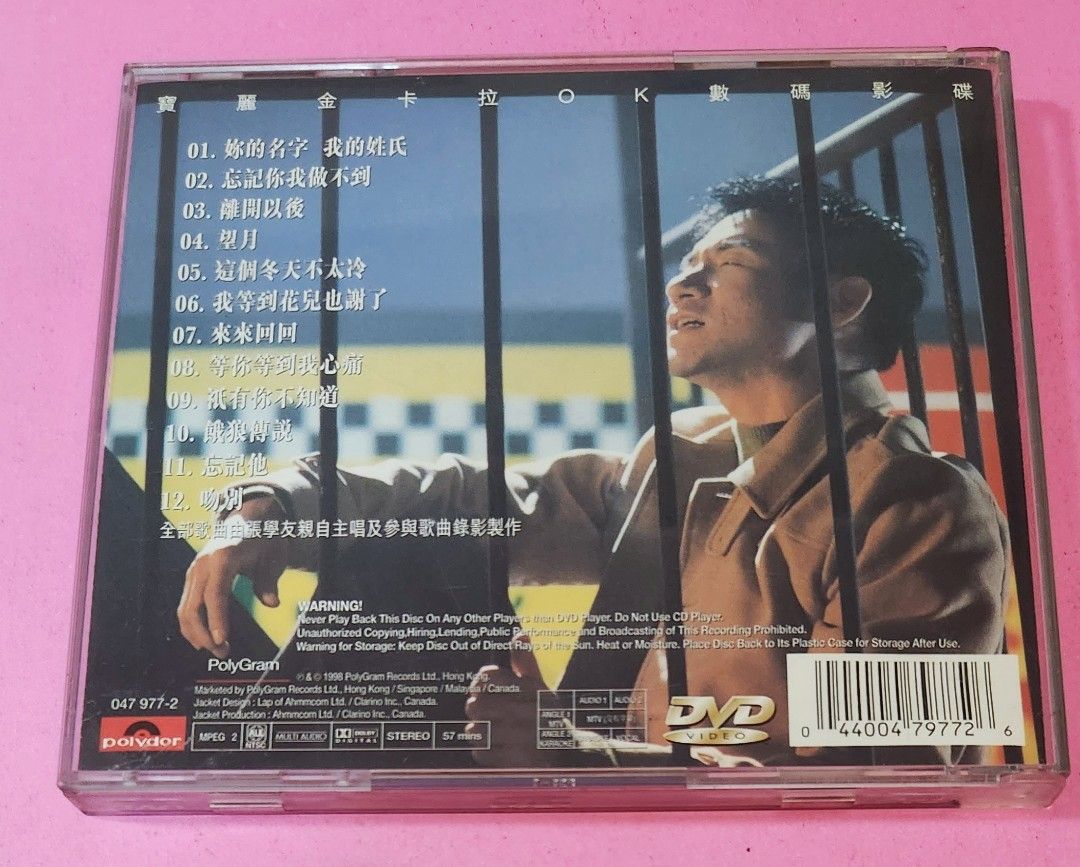 寶麗金卡拉OK數碼影碟
01. 妳的名字 我的姓氏
02. 忘記你我做不到
03. 離開以後
04. 望月
05. 這個冬天不太冷
06. 我等到花兒也謝了
07. 來來回回
08. 等你等到我心痛
09. 祇有你不知道
10. 餓狼傳說
11. 忘記他
12. 吻別
全部歌曲由張學友親自主唱及參與歌曲錄影製作
WARNING!
Never Play Back This Disc On Any Other Players than DVD Player. Do Not Use CD Player.
Unauthorized Copying,Hiring,Lending,Public Performance and Broadcasting of This Recording Prohibited.
Warning for Storage: Keep Disc Out of Direct Rays of the Sun. Heat or Moisture. Place Disc Back to Its Plastic Case for Storage After Use.
PolyGram
℗ & © 1998 PolyGram Records Ltd., Hong Kong.
Marketed by PolyGram Records Ltd., Hong Kong / Singapore / Malaysia / Canada.
Jacket Design : Lap of Ahmmcom Ltd. / Clarino Inc., Canada.
Jacket Production : Ahmmcom Ltd. / Clarino Inc., Canada.
047 977-2
polydor
MPEG 2
ALL
NTSC
MULTI AUDIO
DOLBY
DIGITAL
STEREO
57 mins
AUDIO 1 AUDIO 2
ANGLE 1
MTV
MTV
ANGLE 2
KARAOKE
VOCAL
DVD
VIDEO
0 44004 79772 6